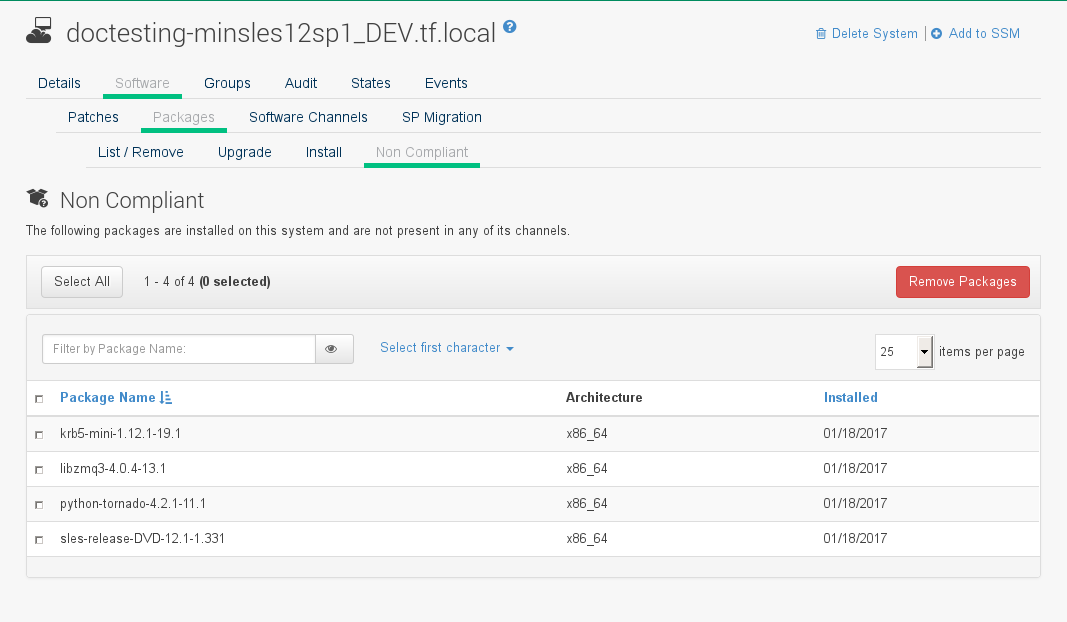 doctesting-minsles12sp1_DEV.tf.local ? Delete System | Add to SSM
Details Software Groups Audit States Events
Patches Packages Software Channels SP Migration
List / Remove Upgrade Install Non Compliant
Non Compliant
The following packages are installed on this system and are not present in any of its channels.
Select All 1 - 4 of 4 (0 selected) Remove Packages
Filter by Package Name: Select first character 25 items per page
Package Name Architecture Installed
krb5-mini-1.12.1-19.1 x86_64 01/18/2017
libzmq3-4.0.4-13.1 x86_64 01/18/2017
python-tornado-4.2.1-11.1 x86_64 01/18/2017
sles-release-DVD-12.1-1.331 x86_64 01/18/2017